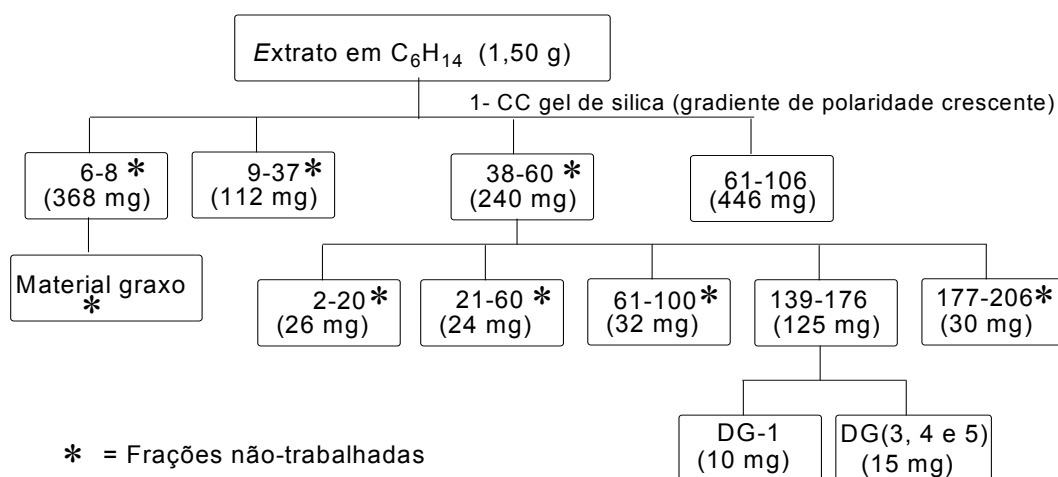 Extrato em C₆H₁₄ (1,50 g)
1- CC gel de silica (gradiente de polaridade crescente)
6-8 *
(368 mg)
9-37 *
(112 mg)
38-60 *
(240 mg)
61-106
(446 mg)
Material graxo
*
2-20 *
(26 mg)
21-60 *
(24 mg)
61-100 *
(32 mg)
139-176
(125 mg)
177-206 *
(30 mg)
DG-1
(10 mg)
DG(3, 4 e 5)
(15 mg)
* = Frações não-trabalhadas